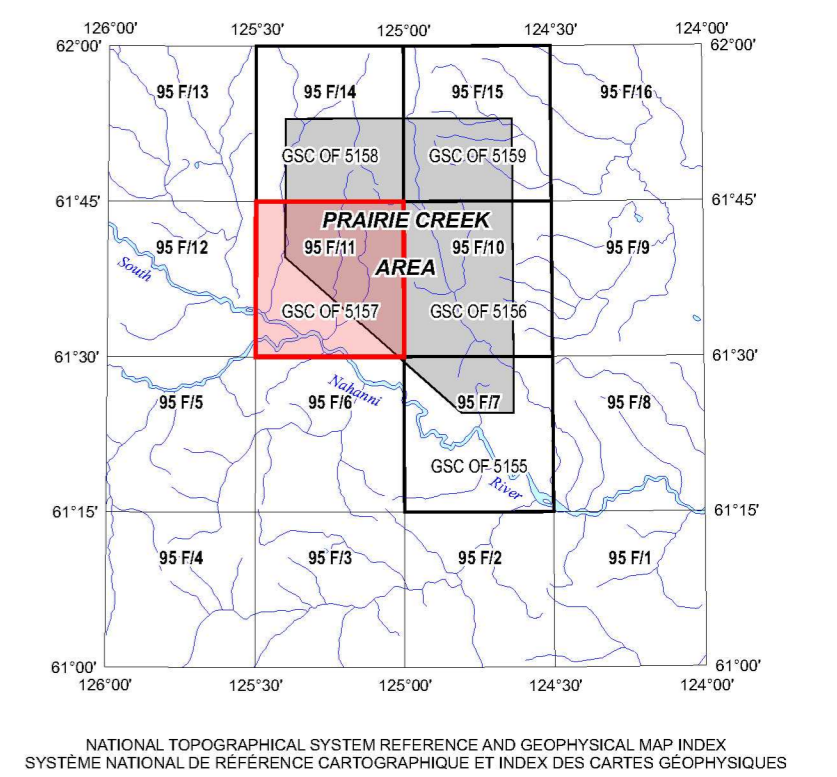 126°00' 125°30' 125°00' 124°30' 124°00'
62°00' 62°00'
95 F/13 95 F/14 95 F/15 95 F/16
GSC OF 5158 GSC OF 5159
61°45' 61°45'
PRAIRIE CREEK
95 F/12 95 F/11 95 F/10 95 F/9
AREA
South
GSC OF 5157 GSC OF 5156
61°30' 61°30'
Nahanni
95 F/5 95 F/6 95 F/7 95 F/8
GSC OF 5155
River
61°15' 61°15'
95 F/4 95 F/3 95 F/2 95 F/1
61°00' 61°00'
126°00' 125°30' 125°00' 124°30' 124°00'
NATIONAL TOPOGRAPHICAL SYSTEM REFERENCE AND GEOPHYSICAL MAP INDEX
SYSTÈME NATIONAL DE RÉFÉRENCE CARTOGRAPHIQUE ET INDEX DES CARTES GÉOPHYSIQUES